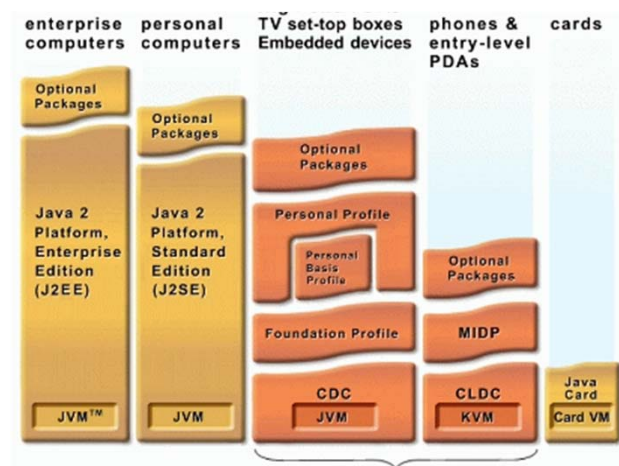 enterprise
computers
personal
computers
TV set-top boxes
Embedded devices
phones &
entry-level
PDAs
cards
Optional
Packages
Java 2
Platform,
Enterprise
Edition
(J2EE)
JVM™
Optional
Packages
Java 2
Platform,
Standard
Edition
(J2SE)
JVM
Optional
Packages
Personal Profile
Personal
Basis
Profile
Foundation Profile
CDC
JVM
Optional
Packages
MIDP
CLDC
KVM
Java
Card
Card VM